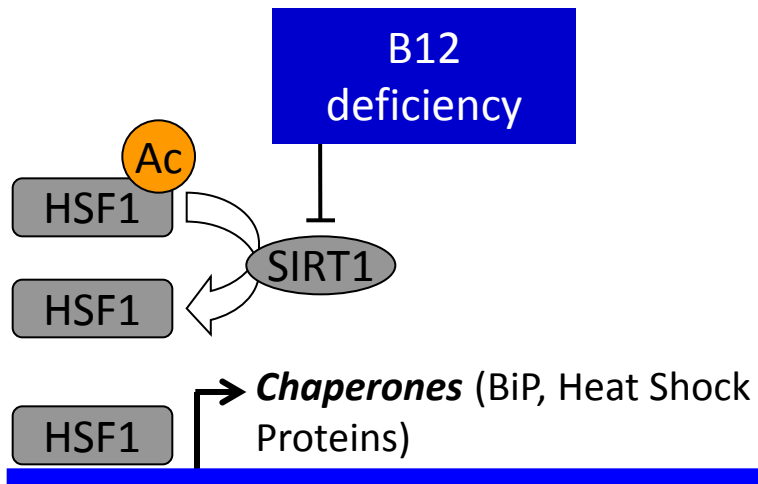 B12
deficiency
Ac
HSF1
SIRT1
HSF1
Chaperones (BiP, Heat Shock
Proteins)
HSF1